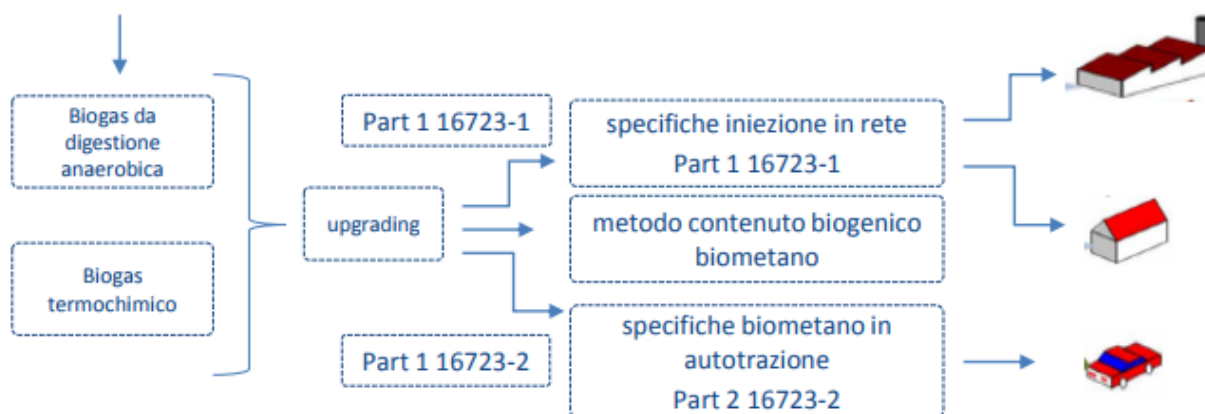 Biogas da
digestione
anaerobica
Biogas
termochimico
upgrading
Part 1 16723-1
specifiche iniezione in rete
Part 1 16723-1
metodo contenuto biogenico
biometano
Part 1 16723-2
specifiche biometano in
autotrazione
Part 2 16723-2